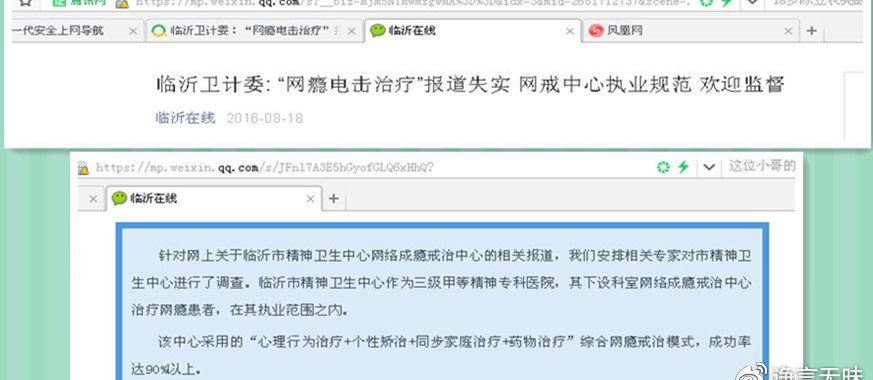 腾讯网
一代安全上网导航
临沂卫计委：“网瘾电击治疗”
临沂在线
凤凰网
临沂卫计委: “网瘾电击治疗”报道失实 网戒中心执业规范 欢迎监督
临沂在线 2016-08-18
https://mp.weixin.qq.com/s/JFnl7A3E5hGyofGLQ6xHhQ?
这位小哥的
临沂在线
针对网上关于临沂市精神卫生中心网络成瘾戒治中心的相关报道，我们安排相关专家对市精神卫
生中心进行了调查。临沂市精神卫生中心作为三级甲等精神专科医院，其下设科室网络成瘾戒治中心
治疗网瘾患者，在其执业范围之内。
该中心采用的“心理行为治疗+个性矫治+同步家庭治疗+药物治疗”综合网瘾戒治模式，成功率
达90%以上。